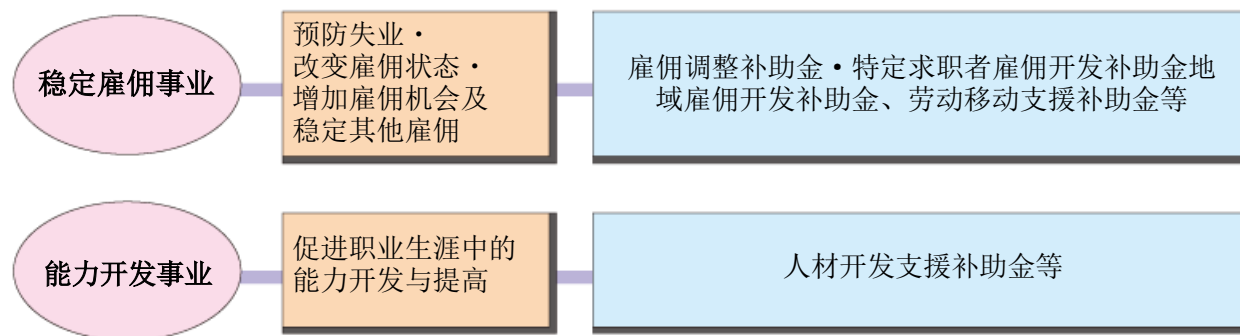 稳定雇佣事业
预防失业・
改变雇佣状态・
增加雇佣机会及
稳定其他雇佣
雇佣调整补助金・特定求职者雇佣开发补助金地
域雇佣开发补助金、劳动移动支援补助金等
能力开发事业
促进职业生涯中的
能力开发与提高
人材开发支援补助金等